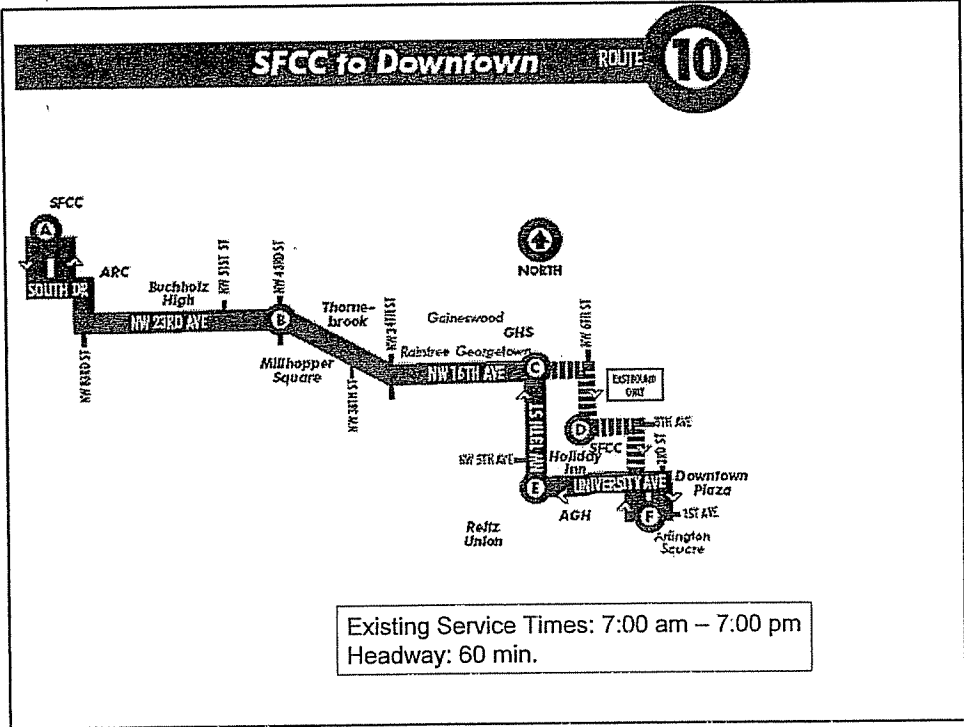 SFCC to Downtown
ROUTE
10
SFCC
A
ARC
SOUTH DR
Buchholz
High
NW 51ST ST
NW 43RD ST
NW 23RD AVE
B
NW 83RD ST
Thorne-
brook
Millhopper
Square
NW 38TH ST
NW 34TH ST
NORTH
Gaineswood
GHS
Raintree Georgetown
NW 16TH AVE
C
NW 6TH ST
EASTBOUND
ONLY
D
8TH AVE
SFCC
NW 13TH ST
NW 5TH AVE
Holiday
Inn
3RD ST
UNIVERSITY AVE
Downtown
Plaza
E
AGH
F
1ST AVE
Reitz
Union
Arlington
Square
Existing Service Times: 7:00 am – 7:00 pm
Headway: 60 min.